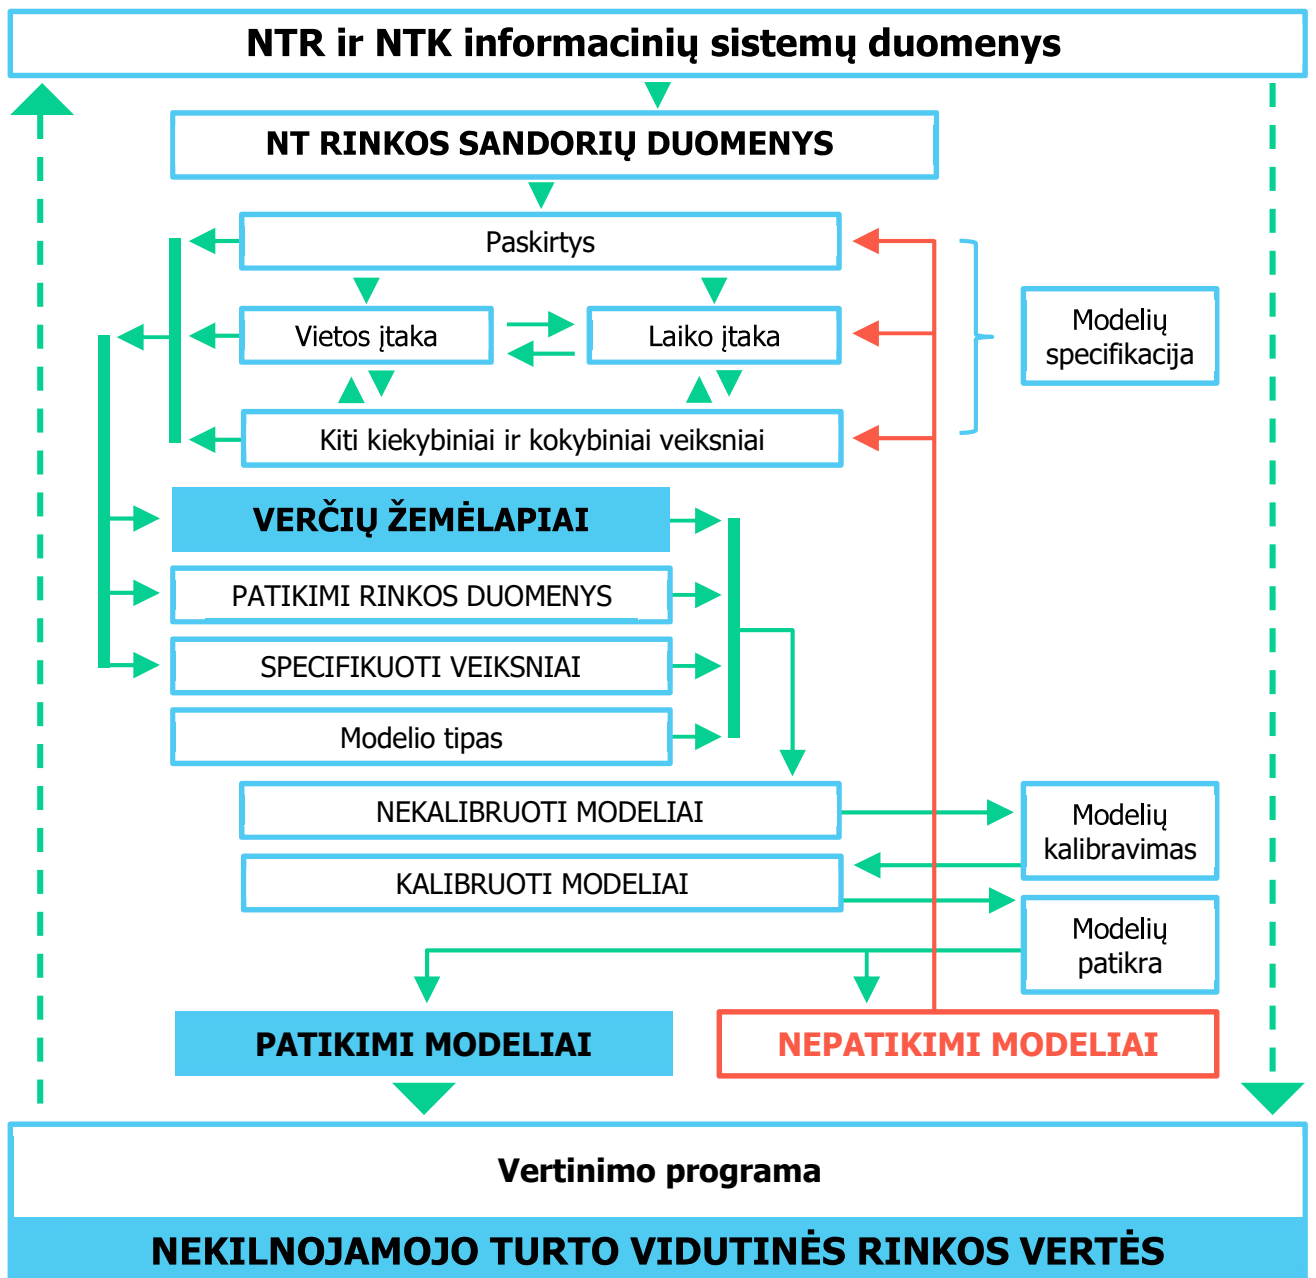 NTR ir NTK informacinių sistemų duomenys
NT RINKOS SANDORIŲ DUOMENYS
Paskirtys
Vietos įtaka
Laiko įtaka
Modelių
specifikacija
Kiti kiekybiniai ir kokybiniai veiksniai
VERČIŲ ŽEMĖLAPIAI
PATIKIMI RINKOS DUOMENYS
SPECIFIKUOTI VEIKSNIAI
Modelio tipas
NEKALIBRUOTI MODELIAI
Modelių
kalibravimas
KALIBRUOTI MODELIAI
Modelių
patikra
PATIKIMI MODELIAI
NEPATIKIMI MODELIAI
Vertinimo programa
NEKILNOJAMOJO TURTO VIDUTINĖS RINKOS VERTĖS